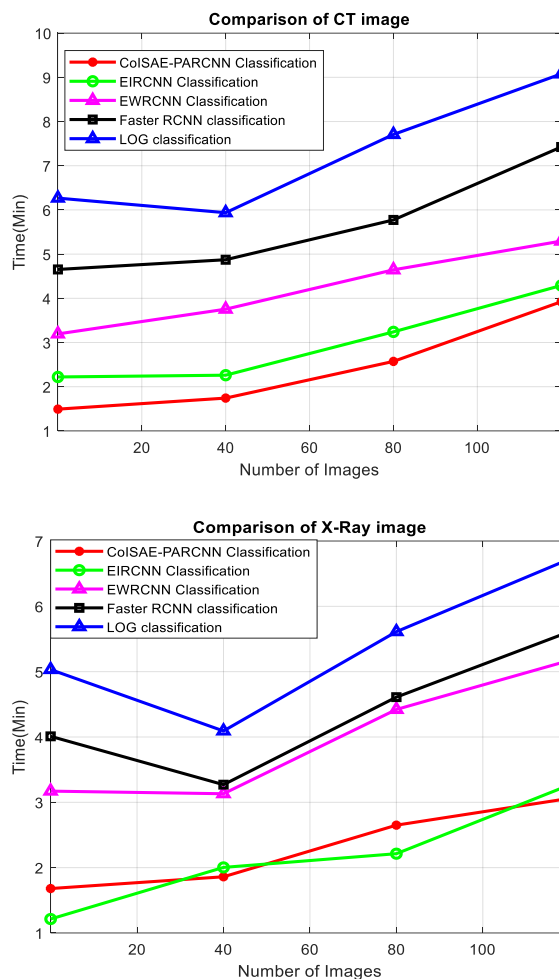 Comparison of CT image
10
9
8
7
6
5
4
3
2
1
Time(Min)
CoISAE-PARCNN Classification
EIRCNN Classification
EWRCNN Classification
Faster RCNN classification
LOG classification
20 40 60 80 100
Number of Images
Comparison of X-Ray image
7
6
5
4
3
2
1
Time(Min)
CoISAE-PARCNN Classification
EIRCNN Classification
EWRCNN Classification
Faster RCNN classification
LOG classification
20 40 60 80 100
Number of Images